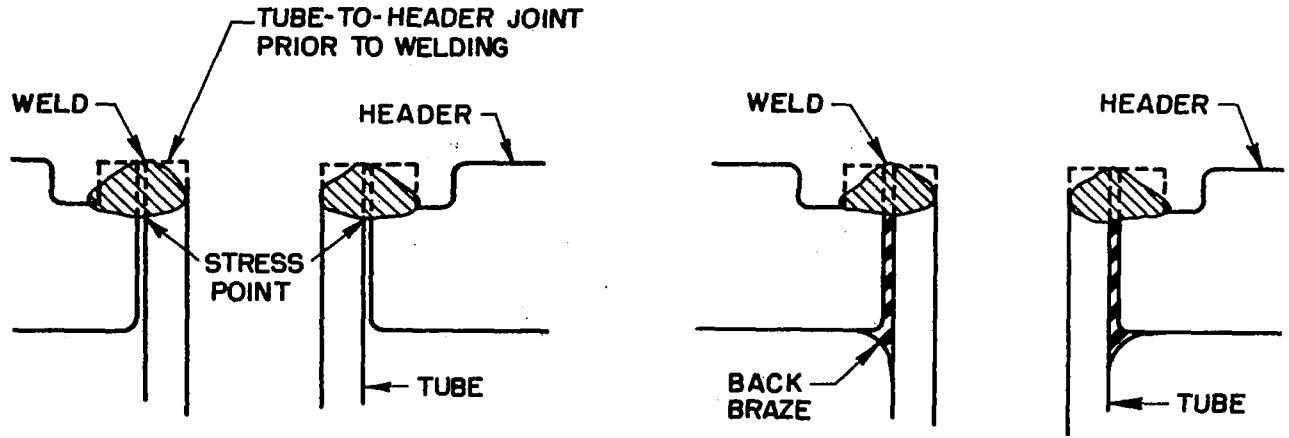 TUBE-TO-HEADER JOINT
PRIOR TO WELDING
WELD
HEADER
STRESS
POINT
TUBE
WELD
HEADER
BACK
BRAZE
TUBE